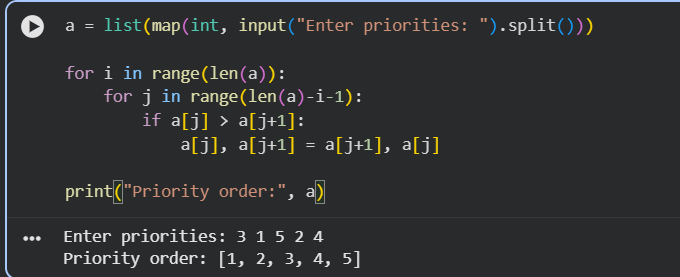 a = list(map(int, input("Enter priorities: ").split()))
for i in range(len(a)):
    for j in range(len(a)-i-1):
        if a[j] > a[j+1]:
            a[j], a[j+1] = a[j+1], a[j]
print("Priority order:", a)
Enter priorities: 3 1 5 2 4
Priority order: [1, 2, 3, 4, 5]